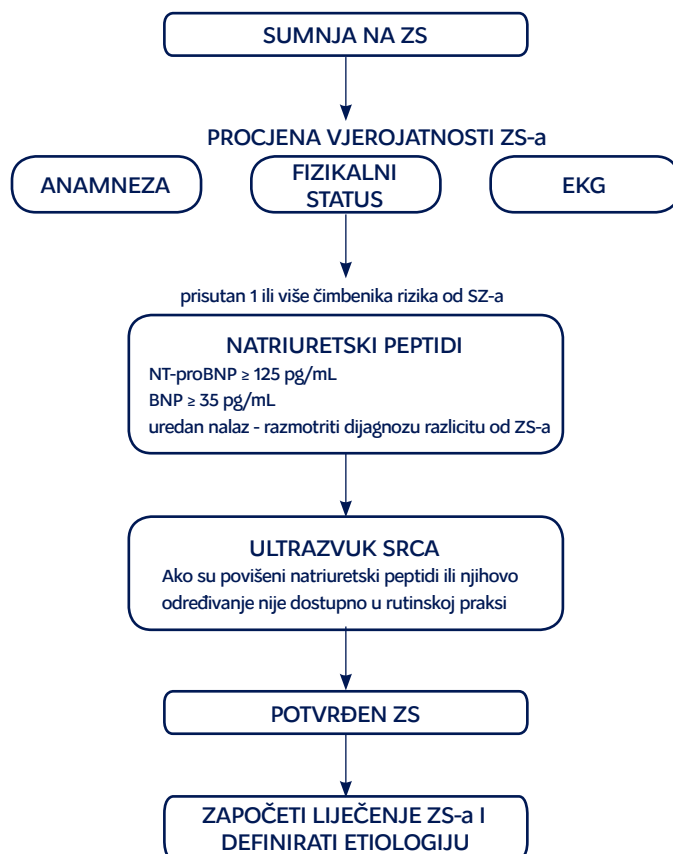 SUMNJA NA ZS
PROCJENA VJEROJATNOSTI ZS-a
ANAMNEZA
FIZIKALNI
STATUS
EKG
prisutan 1 ili više čimbenika rizika od SZ-a
NATRIURETSKI PEPTIDI
NT-proBNP ≥ 125 pg/mL
BNP ≥ 35 pg/mL
uredan nalaz - razmotriti dijagnozu razlicitu od ZS-a
ULTRAZVUK SRCA
Ako su povišeni natriuretski peptidi ili njihovo
određivanje nije dostupno u rutinskoj praksi
POTVRĐEN ZS
ZAPOČETI LIJEČENJE ZS-a I
DEFINIRATI ETIOLOGIJU